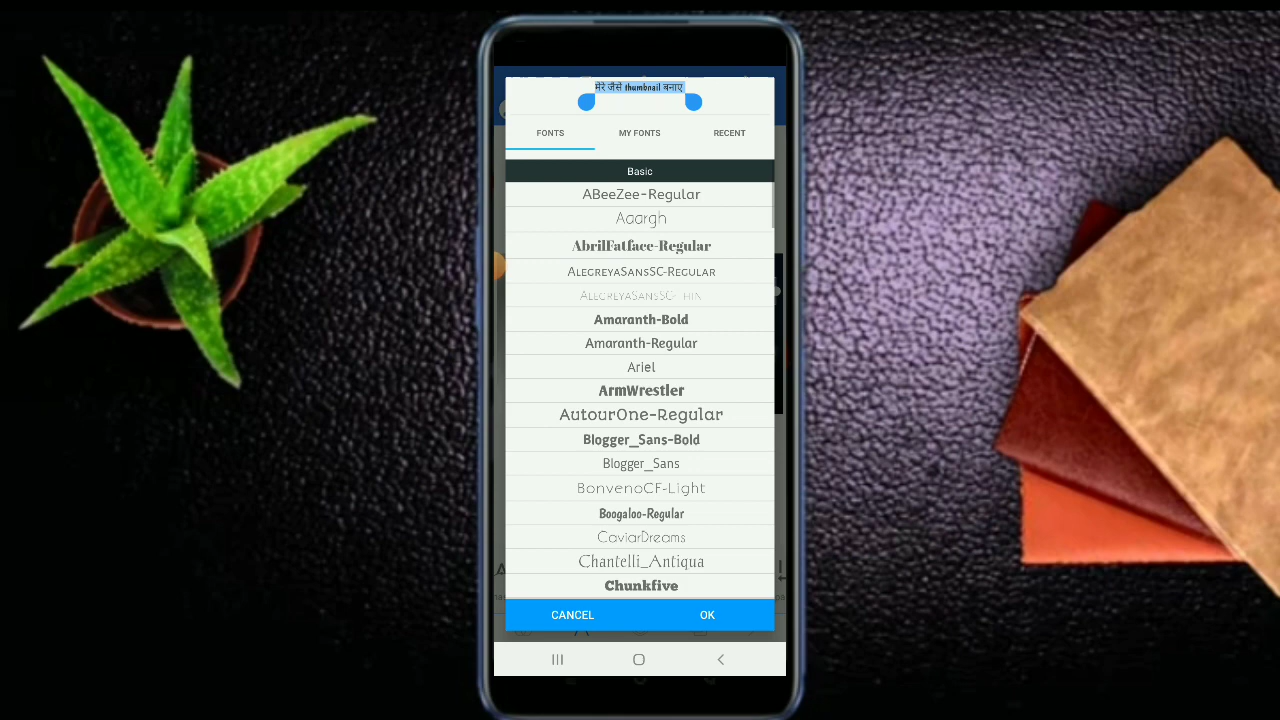 मेरे जैसे thumbnail बनाए
FONTS
MY FONTS
RECENT
Basic
ABeeZee-Regular
Aaargh
AbrilFatface-Regular
AlegreyaSansSC-Regular
Amaranth-Bold
Amaranth-Regular
Ariel
ArmWrestler
AutourOne-Regular
Blogger_Sans-Bold
Blogger_Sans
BonvenoCF-Light
Boogaloo-Regular
CaviarDreams
Chantelli_Antiqua
Chunkfive
CANCEL
OK